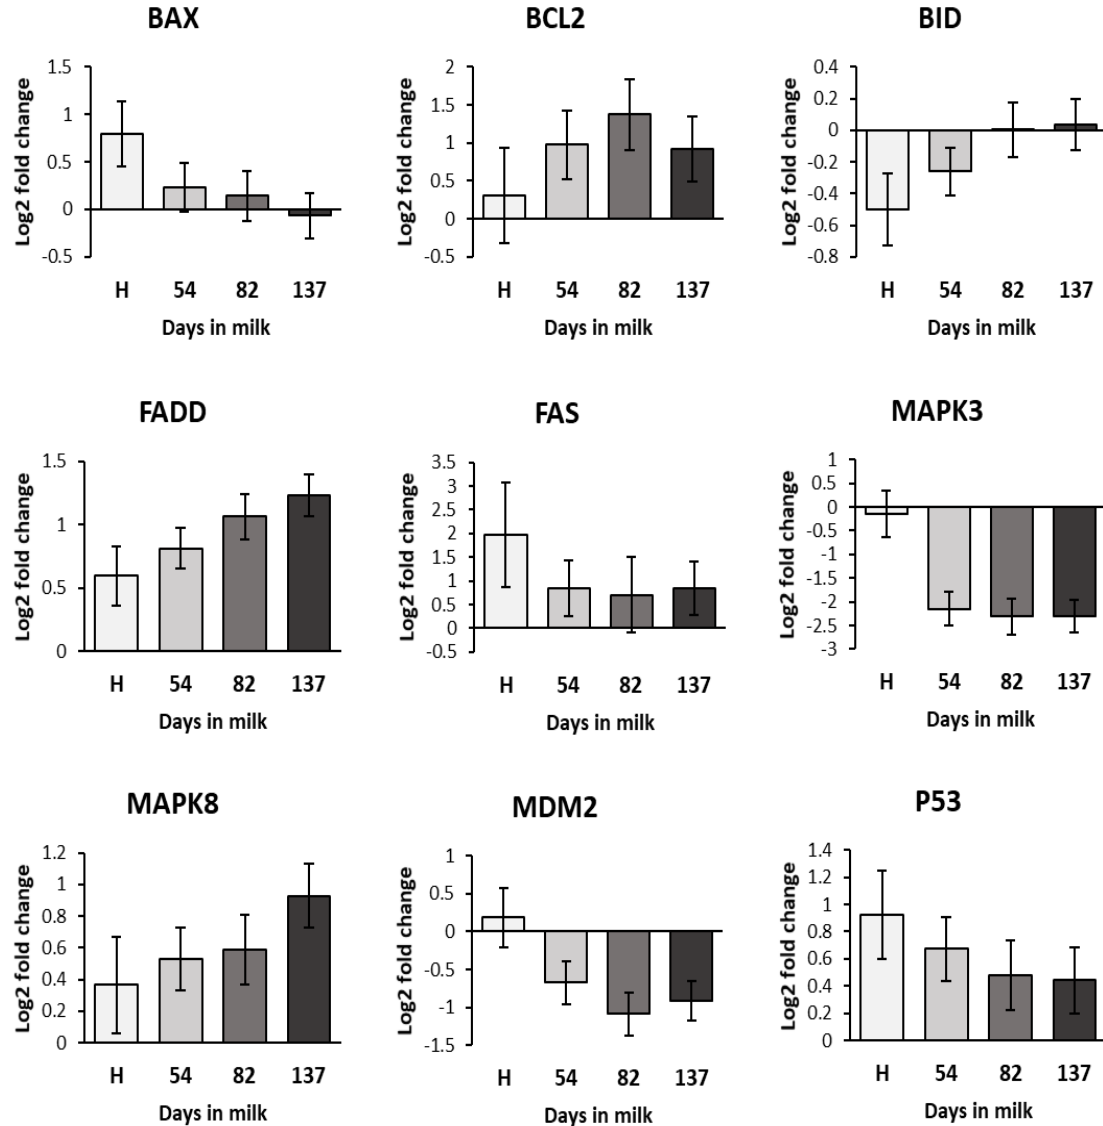 BAX
Log2 fold change
1.5
1
0.5
0
-0.5
H 54 82 137
Days in milk
BCL2
Log2 fold change
2
1.5
1
0.5
0
-0.5
H 54 82 137
Days in milk
BID
Log2 fold change
0.4
0.2
0
-0.2
-0.4
-0.6
-0.8
H 54 82 137
Days in milk
FADD
Log2 fold change
1.5
1
0.5
0
H 54 82 137
Days in milk
FAS
Log2 fold change
3.5
3
2.5
2
1.5
1
0.5
0
-0.5
H 54 82 137
Days in milk
MAPK3
Log2 fold change
1
0.5
0
-0.5
-1
-1.5
-2
-2.5
-3
H 54 82 137
Days in milk
MAPK8
Log2 fold change
1.2
1
0.8
0.6
0.4
0.2
0
H 54 82 137
Days in milk
MDM2
Log2 fold change
1
0.5
0
-0.5
-1
-1.5
H 54 82 137
Days in milk
P53
Log2 fold change
1.4
1.2
1
0.8
0.6
0.4
0.2
0
H 54 82 137
Days in milk